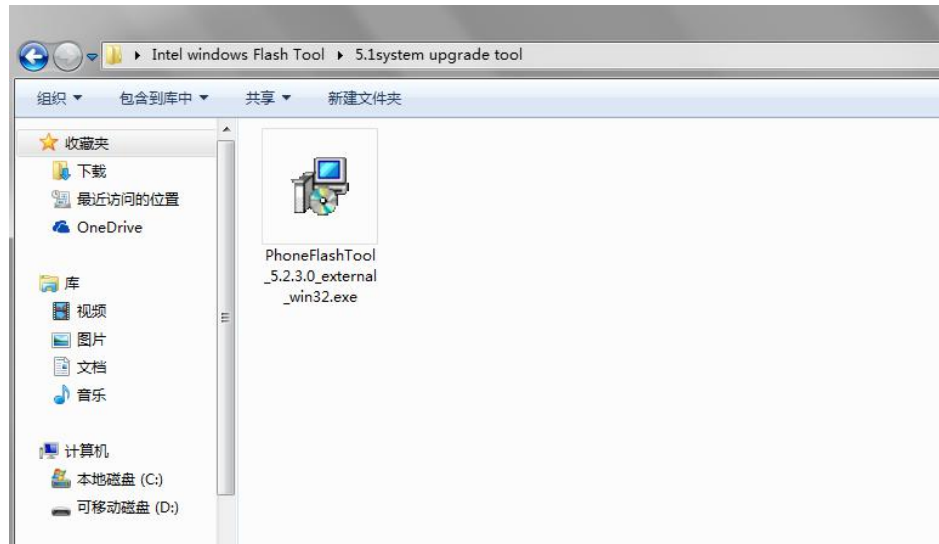 Intel windows Flash Tool 5.1system upgrade tool
组织 包含到库中 共享 新建文件夹
收藏夹
下载
最近访问的位置
OneDrive
库
视频
图片
文档
音乐
计算机
本地磁盘 (C:)
可移动磁盘 (D:)
PhoneFlashTool
_5.2.3.0_external
_win32.exe